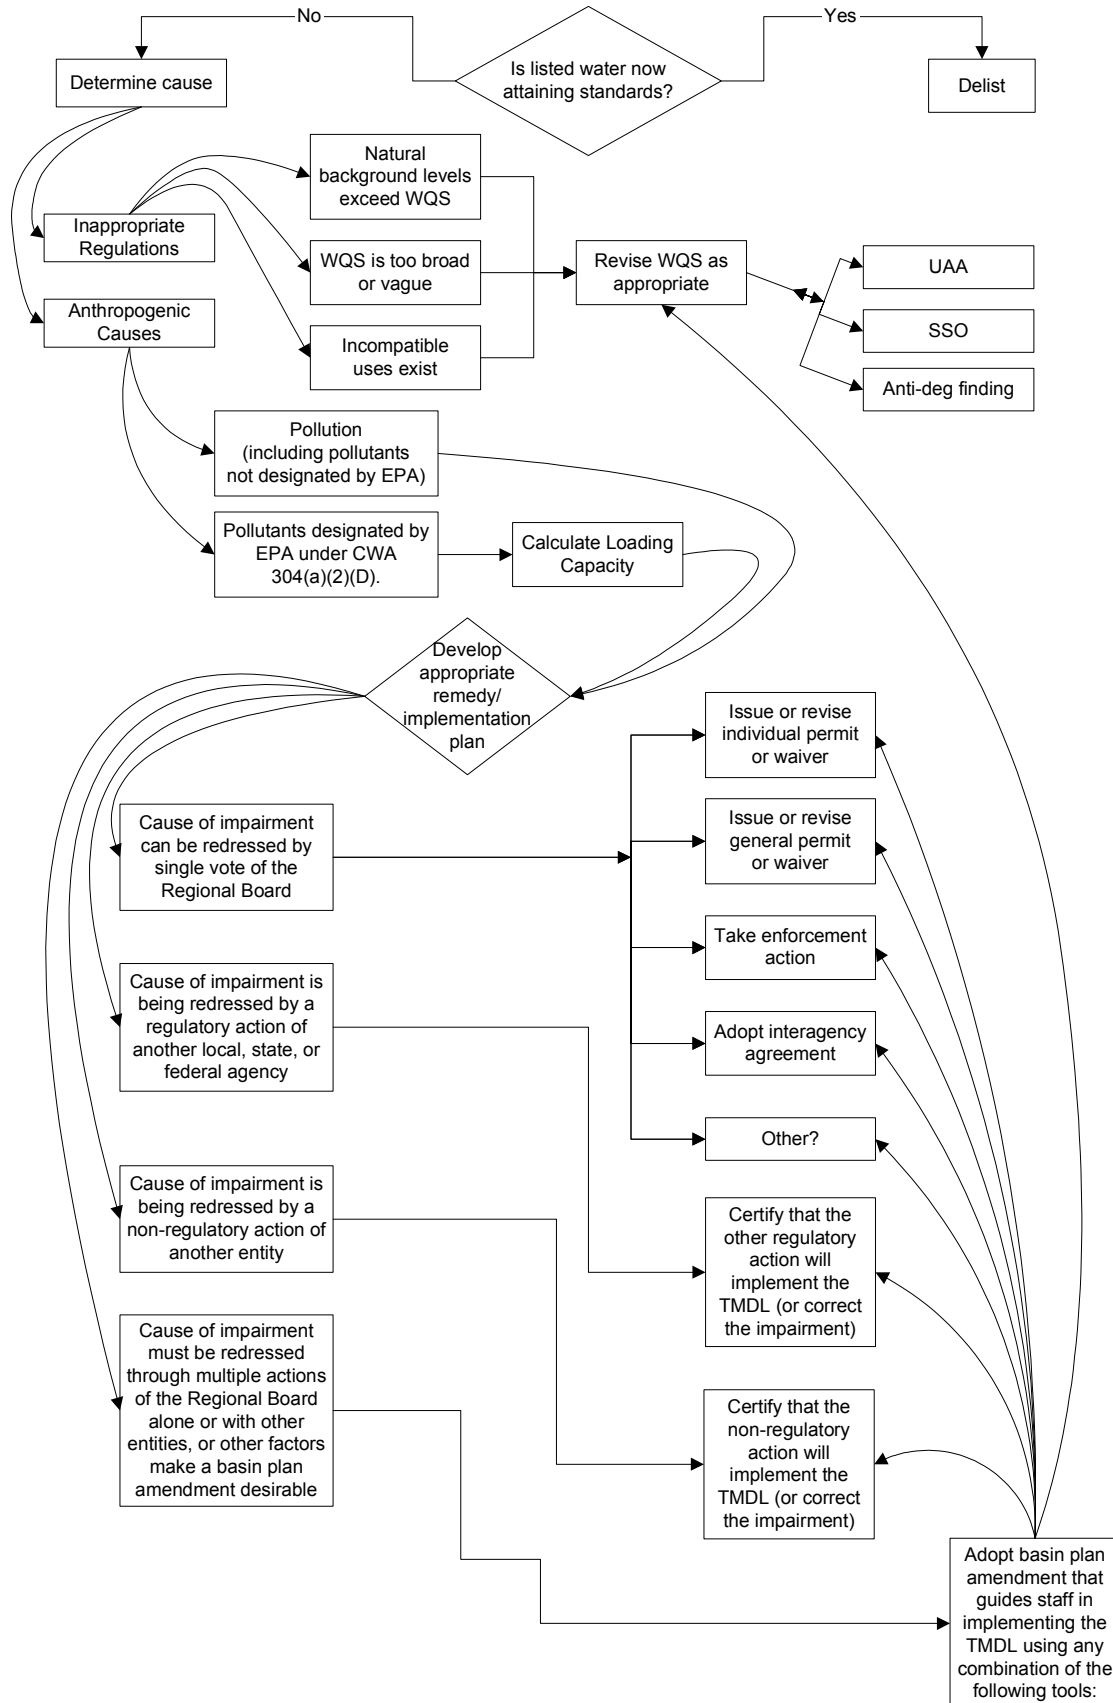 No
Yes
Is listed water now
attaining standards?
Determine cause
Delist
Natural
background levels
exceed WQS
Inappropriate
Regulations
WQS is too broad
or vague
Revise WQS as
appropriate
UAA
Anthropogenic
Causes
SSO
Incompatible
uses exist
Anti-deg finding
Pollution
(including pollutants
not designated by EPA)
Pollutants designated by
EPA under CWA
304(a)(2)(D).
Calculate Loading
Capacity
Develop
appropriate
remedy/
implementation
plan
Issue or revise
individual permit
or waiver
Cause of impairment
can be redressed by
single vote of the
Regional Board
Issue or revise
general permit
or waiver
Take enforcement
action
Cause of impairment is
being redressed by a
regulatory action of
another local, state, or
federal agency
Adopt interagency
agreement
Other?
Cause of impairment is
being redressed by a
non-regulatory action of
another entity
Certify that the
other regulatory
action will
implement the
TMDL (or correct
the impairment)
Cause of impairment
must be redressed
through multiple actions
of the Regional Board
alone or with other
entities, or other factors
make a basin plan
amendment desirable
Certify that the
non-regulatory
action will
implement the
TMDL (or correct
the impairment)
Adopt basin plan
amendment that
guides staff in
implementing the
TMDL using any
combination of the
following tools: